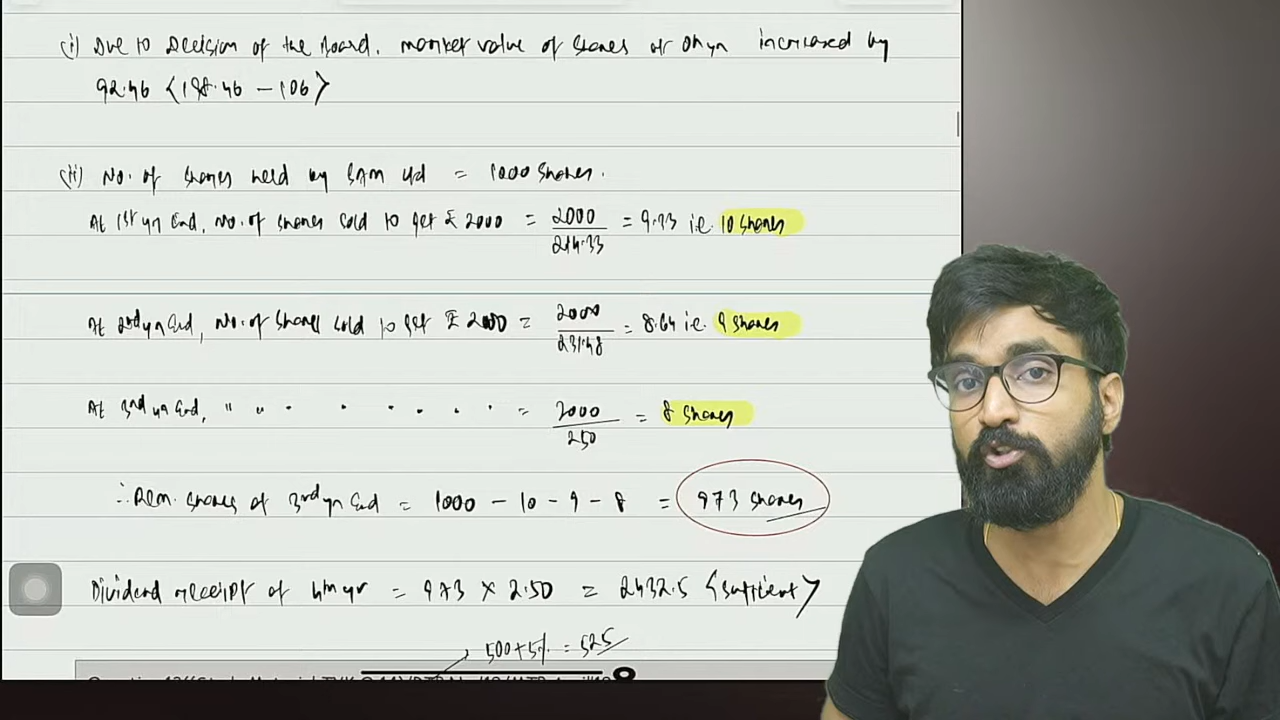 (i) Due to Decision of the Board, market value of shares of Onyn increased by
92.46 <198.46 - 106>
(ii) No. of shares held by SAM Ltd = 1000 Shares.
At 1st yr End, No. of shares sold to get ₹ 2000 = 2000/214.33 = 9.33 i.e. 10 shares
At 2nd yr End, No. of shares sold to get ₹ 2000 = 2000/231.48 = 8.64 i.e. 9 shares
At 3rd yr End, " " = 2000/250 = 8 shares
∴ Rem. shares of 3rd yr End = 1000 - 10 - 9 - 8 = 973 shares
Dividend receipt of 4th yr = 973 × 2.50 = 2432.5 <sufficient>
500+5% = 525